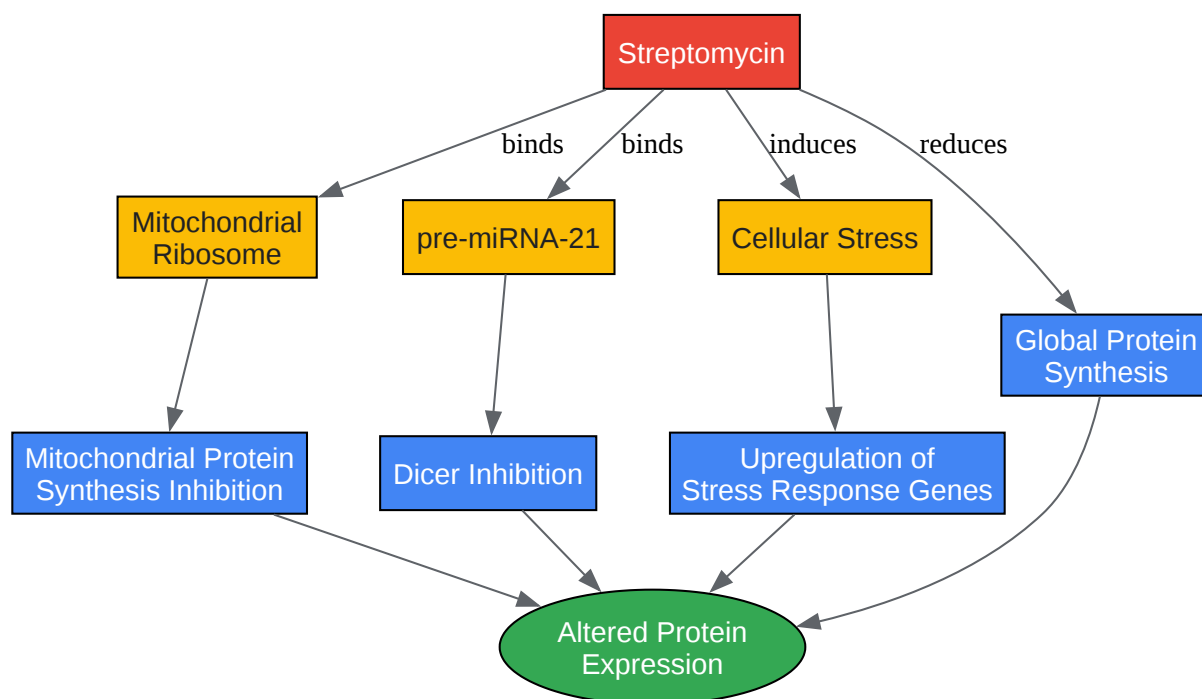 Streptomycin
binds
binds
induces
reduces
Mitochondrial
Ribosome
pre-miRNA-21
Cellular Stress
Global Protein
Synthesis
Mitochondrial Protein
Synthesis Inhibition
Dicer Inhibition
Upregulation of
Stress Response Genes
Altered Protein
Expression